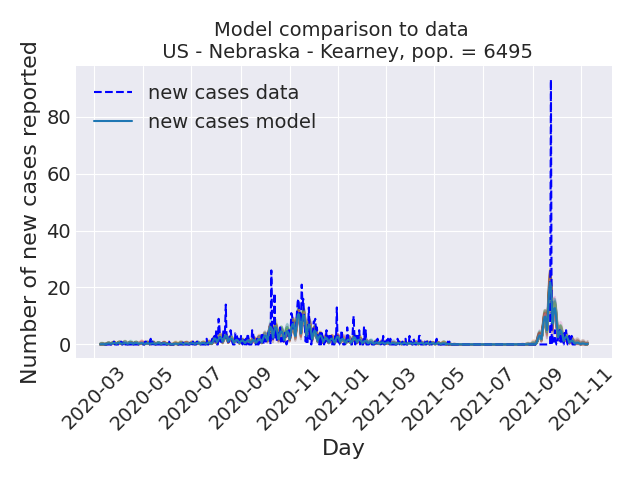 Model comparison to data
US - Nebraska - Kearney, pop. = 6495
Number of new cases reported
80
60
40
20
0
new cases data
new cases model
2020-03
2020-05
2020-07
2020-09
2020-11
2021-01
2021-03
2021-05
2021-07
2021-09
2021-11
Day